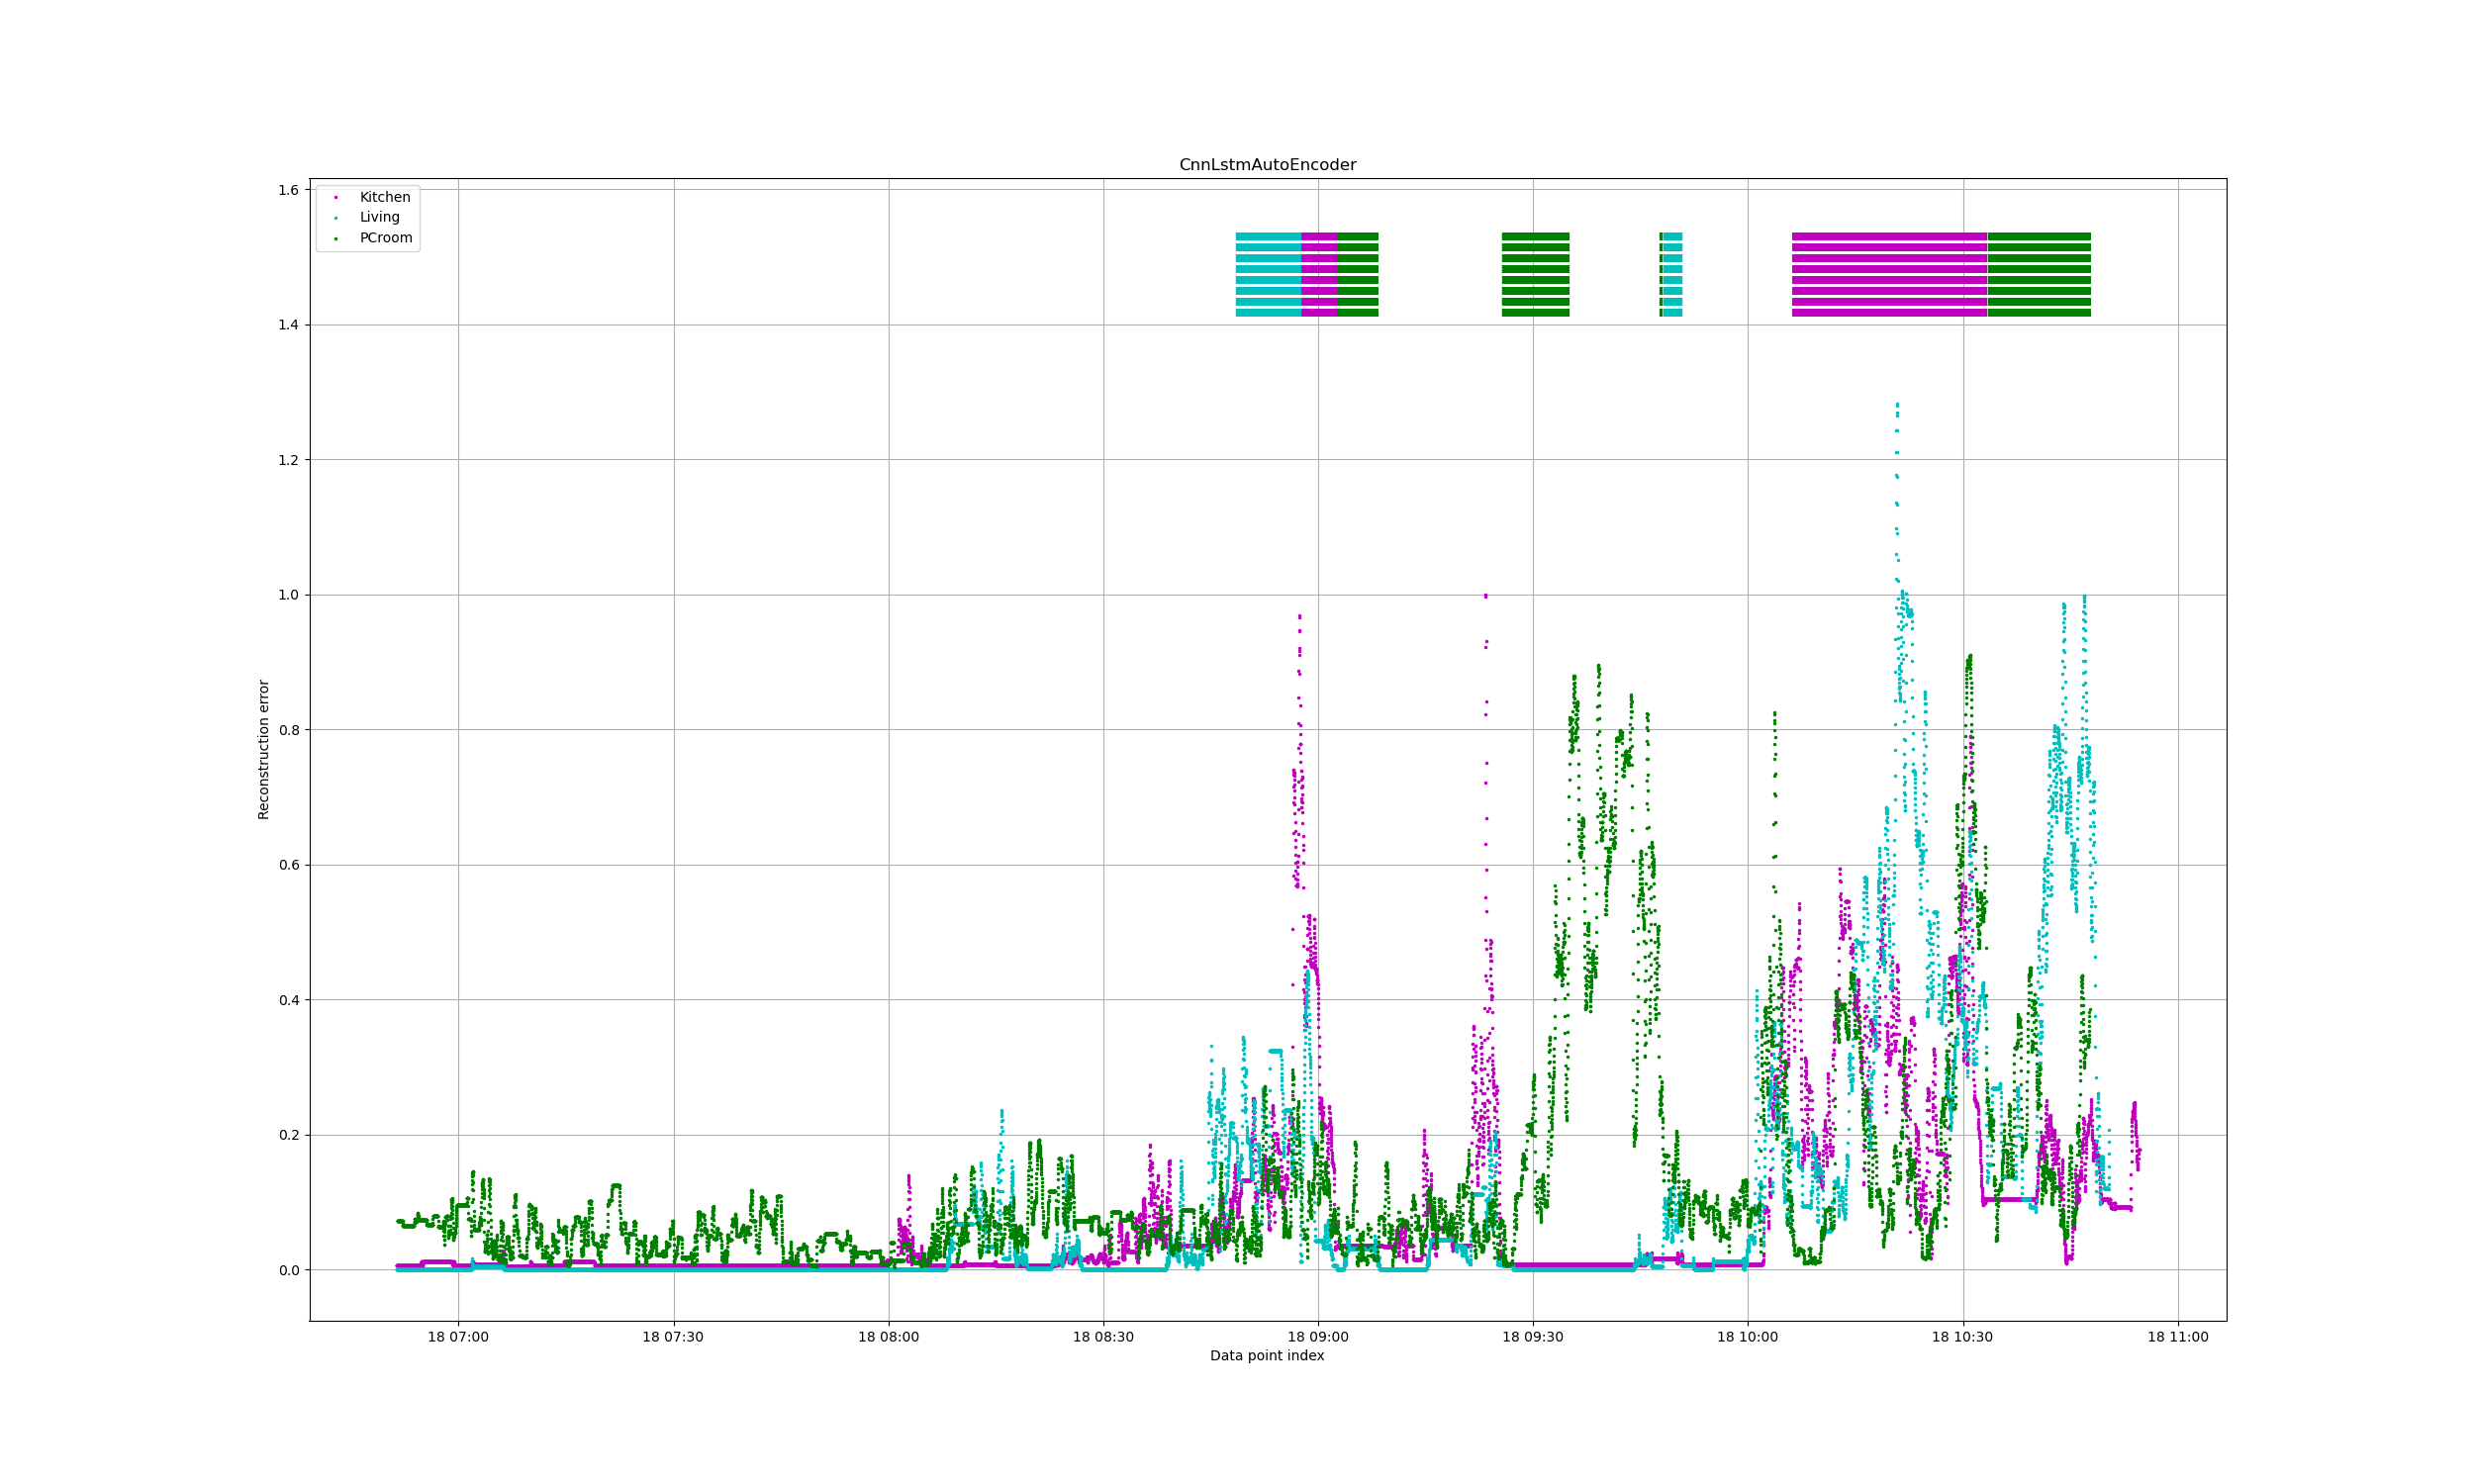 CnnLstmAutoEncoder
Kitchen
Living
PCroom
1.6
1.4
1.2
1.0
0.8
0.6
0.4
0.2
0.0
Reconstruction error
18 07:00 18 07:30 18 08:00 18 08:30 18 09:00 18 09:30 18 10:00 18 10:30 18 11:00
Data point index